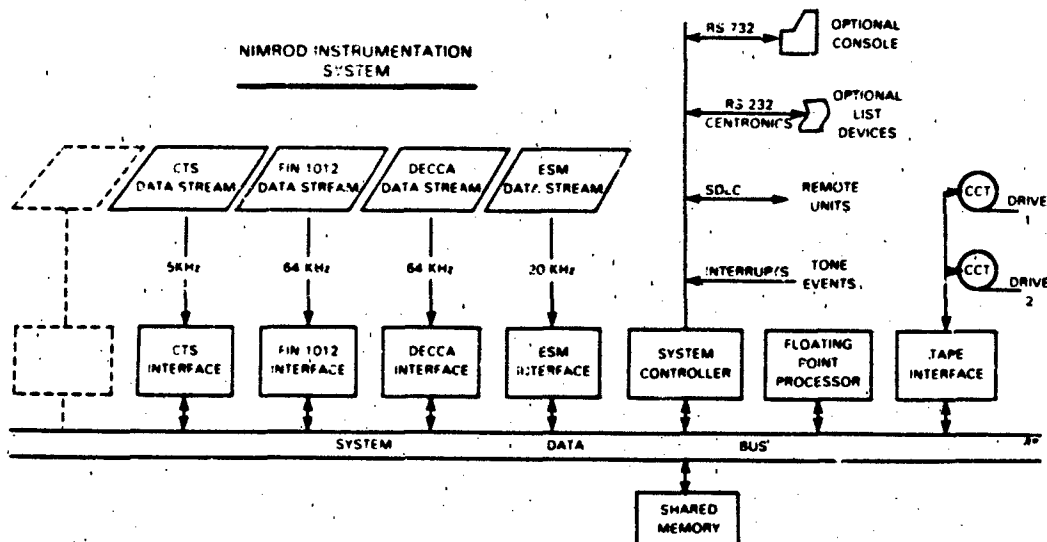 NIMROD INSTRUMENTATION
SYSTEM
RS 732
OPTIONAL
CONSOLE
RS 232
CENTRONICS
OPTIONAL
LIST
DEVICES
CTS
DATA STREAM
FIN 1012
DATA STREAM
DECCA
DATA STREAM
ESM
DATA STREAM
SDLC
REMOTE
UNITS
CCT
DRIVE
1
5KHz
64 KHz
64 KHz
20 KHz
INTERRUPTS
TONE
EVENTS
CCT
DRIVE
2
CTS
INTERFACE
FIN 1012
INTERFACE
DECCA
INTERFACE
ESM
INTERFACE
SYSTEM
CONTROLLER
FLOATING
POINT
PROCESSOR
TAPE
INTERFACE
SYSTEM DATA BUS
SHARED
MEMORY